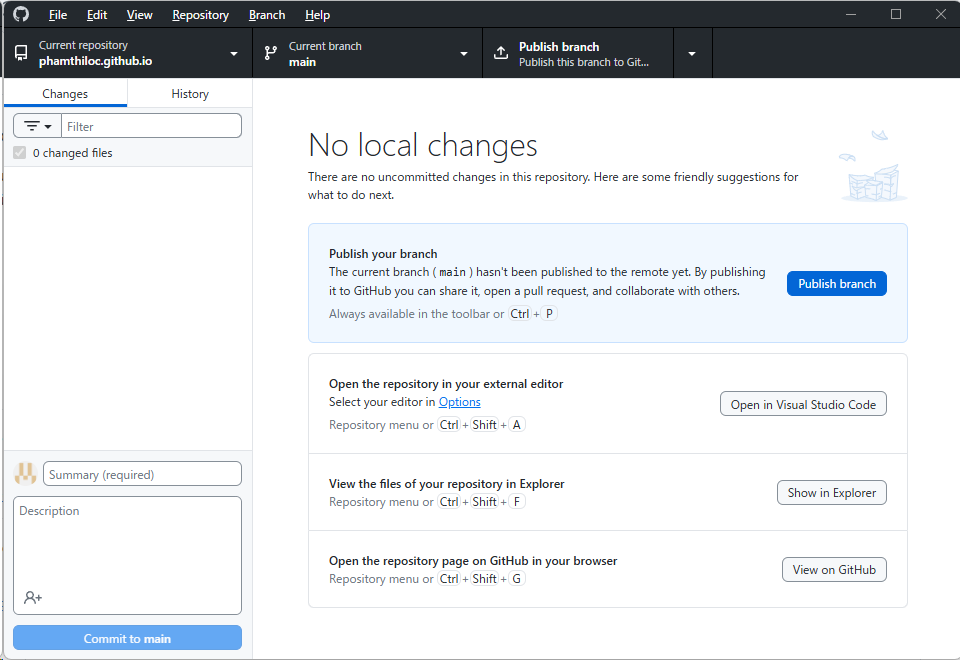 File Edit View Repository Branch Help
Current repository
phamthiloc.github.io
Current branch
main
Publish branch
Publish this branch to Git...
Changes
History
Filter
0 changed files
No local changes
There are no uncommitted changes in this repository. Here are some friendly suggestions for
what to do next.
Publish your branch
The current branch ( main ) hasn't been published to the remote yet. By publishing
it to GitHub you can share it, open a pull request, and collaborate with others.
Always available in the toolbar or Ctrl + P
Publish branch
Open the repository in your external editor
Select your editor in Options
Repository menu or Ctrl + Shift + A
Open in Visual Studio Code
View the files of your repository in Explorer
Repository menu or Ctrl + Shift + F
Show in Explorer
Open the repository page on GitHub in your browser
Repository menu or Ctrl + Shift + G
View on GitHub
Summary (required)
Description
Commit to main